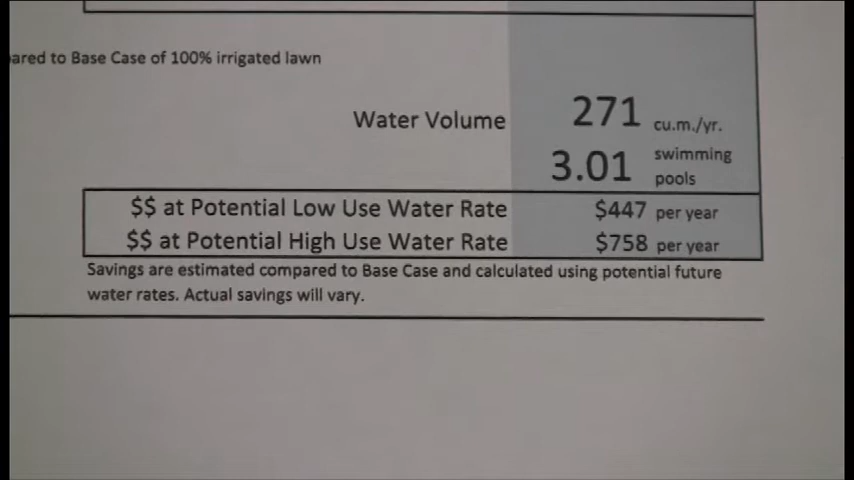 to Base Case of 100% irrigated lawn
Water Volume 271 cu.m./yr.
3.01 swimming pools
$$ at Potential Low Use Water Rate $447 per year
$$ at Potential High Use Water Rate $758 per year
Savings are estimated compared to Base Case and calculated using potential future
water rates. Actual savings will vary.